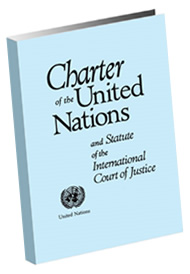 Charter
of the United
Nations
and Statute
of the
International
Court of Justice
United Nations